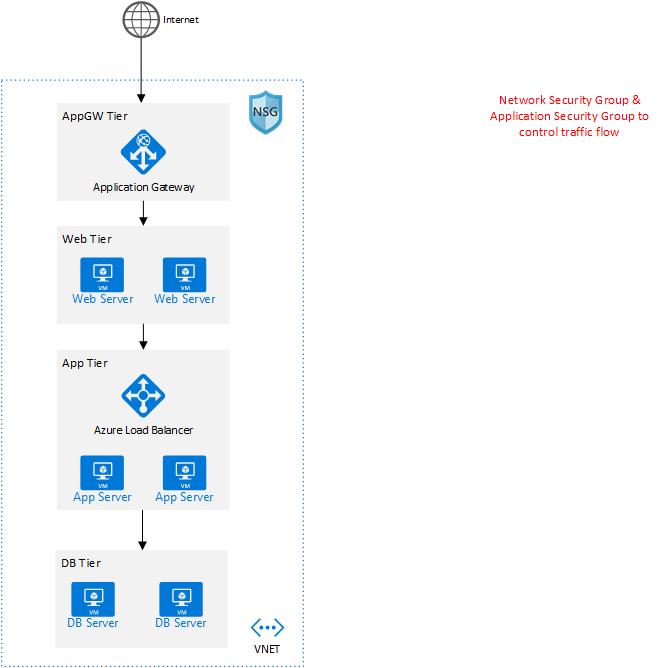 Internet
AppGW Tier
NSG
Network Security Group &
Application Security Group to
control traffic flow
Application Gateway
Web Tier
VM
VM
Web Server
Web Server
App Tier
Azure Load Balancer
VM
VM
App Server
App Server
DB Tier
VM
VM
DB Server
DB Server
VNET